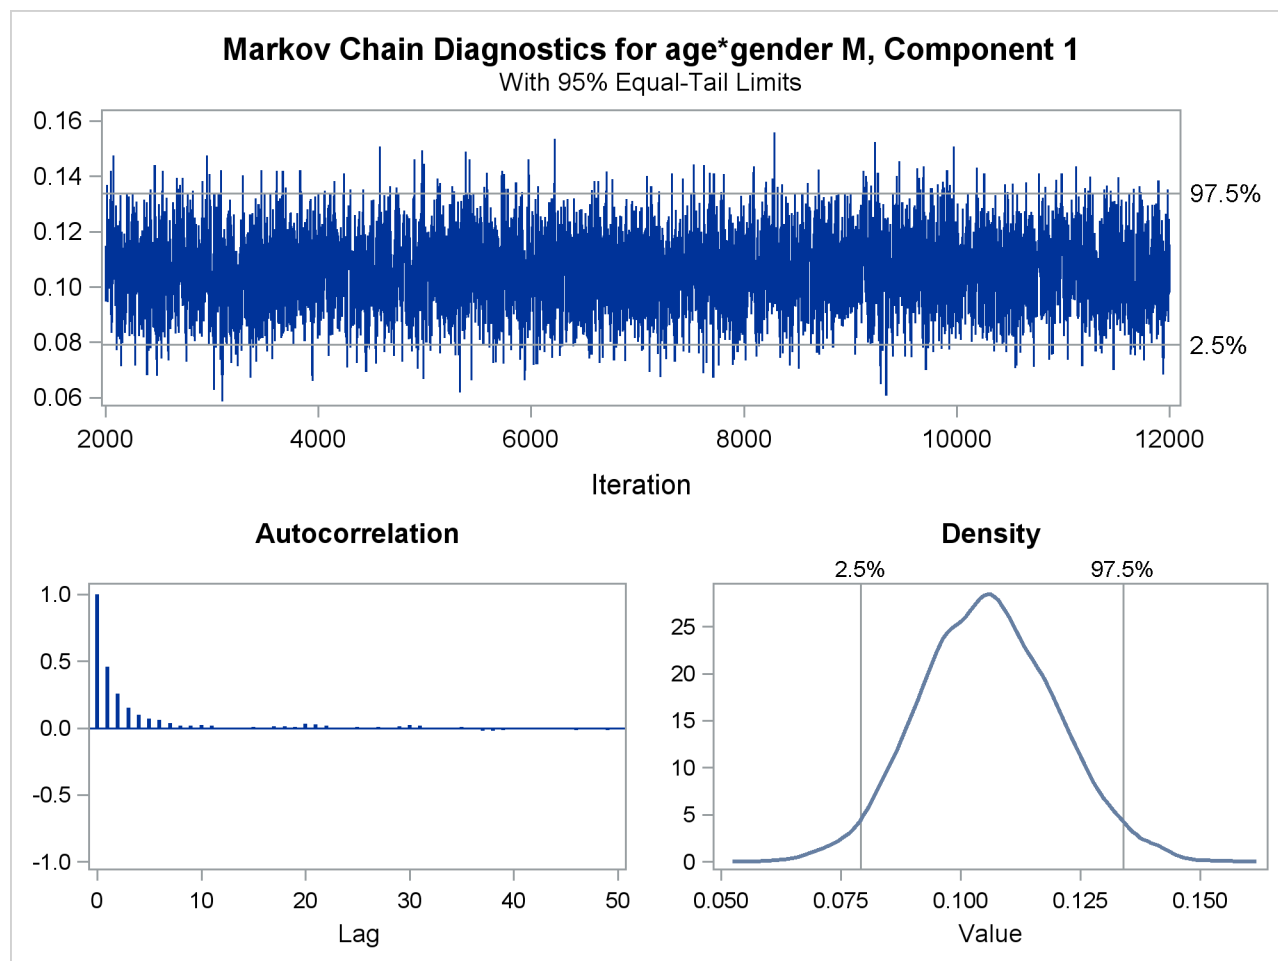 Markov Chain Diagnostics for age*gender M, Component 1
With 95% Equal-Tail Limits
0.16
0.14
97.5%
0.12
0.10
0.08
2.5%
0.06
2000 4000 6000 8000 10000 12000
Iteration
Autocorrelation
1.0
0.5
0.0
-0.5
-1.0
0 10 20 30 40 50
Lag
Density
2.5% 97.5%
25
20
15
10
5
0
0.050 0.075 0.100 0.125 0.150
Value